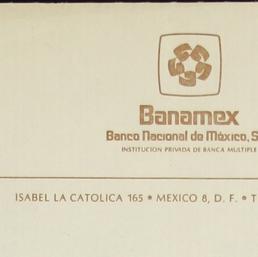 Banamex
Banco Nacional de México, S
INSTITUCION PRIVADA DE BANCA MULTIPLE
ISABEL LA CATOLICA 165 • MEXICO 8, D. F. • T